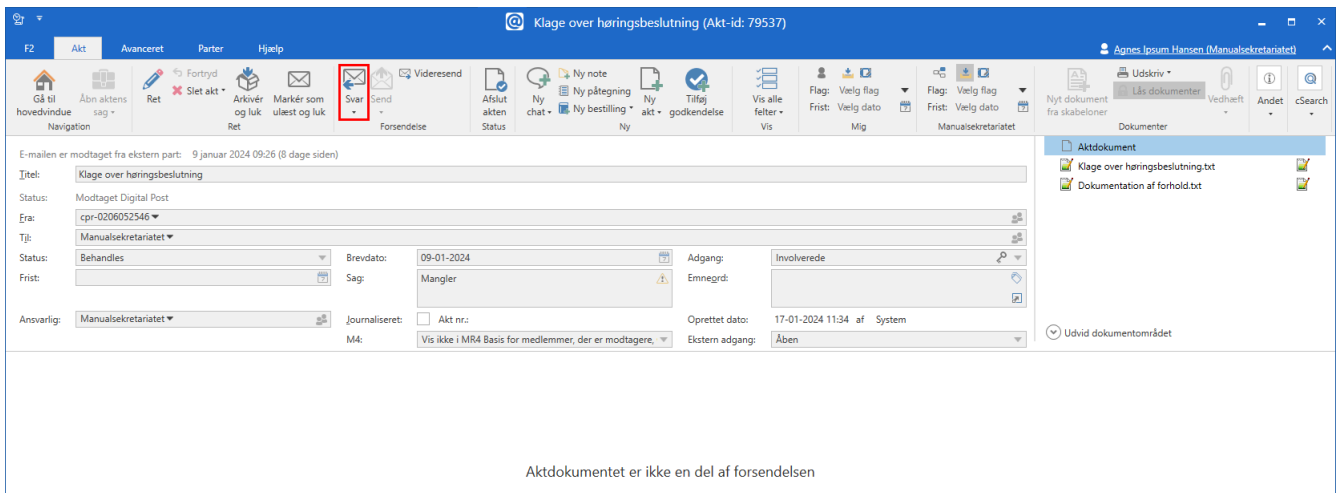 Klage over høringsbeslutning (Akt-id: 79537)
F2 Akt Avanceret Parter Hjælp Agnes Ipsum Hansen (Manualsekretariatet)
Gå til hovedvindue
Åbn aktens sag
Navigation
Ret
Fortryd
Slet akt
Arkivér og luk
Markér som ulæst og luk
Ret
Svar
Send
Videresend
Forsendelse
Afslut akten
Status
Ny chat
Ny note
Ny påtegning
Ny bestilling
Ny akt
Tilføj godkendelse
Ny
Vis alle felter
Vis
Flag: Vælg flag
Frist: Vælg dato
Mig
Flag: Vælg flag
Frist: Vælg dato
Manualsekretariatet
Nyt dokument fra skabeloner
Udskriv
Lås dokumenter
Vedhæft
Dokumenter
Andet
cSearch
E-mailen er modtaget fra ekstern part: 9 januar 2024 09:26 (8 dage siden)
Titel: Klage over høringsbeslutning
Status: Modtaget Digital Post
Fra: cpr-0206052546
Til: Manualsekretariatet
Status: Behandles Brevdato: 09-01-2024 Adgang: Involverede
Frist: Sag: Mangler Emneord:
Ansvarlig: Manualsekretariatet Journaliseret: Akt nr.: Oprettet dato: 17-01-2024 11:34 af System
M4: Vis ikke i MR4 Basis for medlemmer, der er modtagere, Ekstern adgang: Åben
Aktdokument
Klage over høringsbeslutning.txt
Dokumentation af forhold.txt
Udvid dokumentområdet
Aktdokumentet er ikke en del af forsendelsen